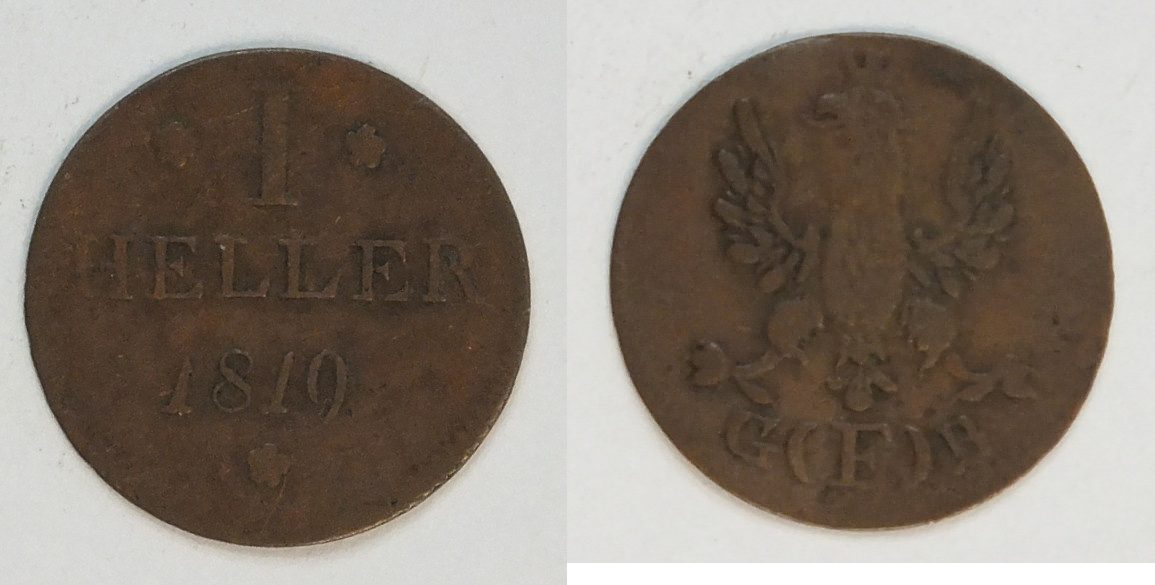 1
HELLER
1819
G(F)B